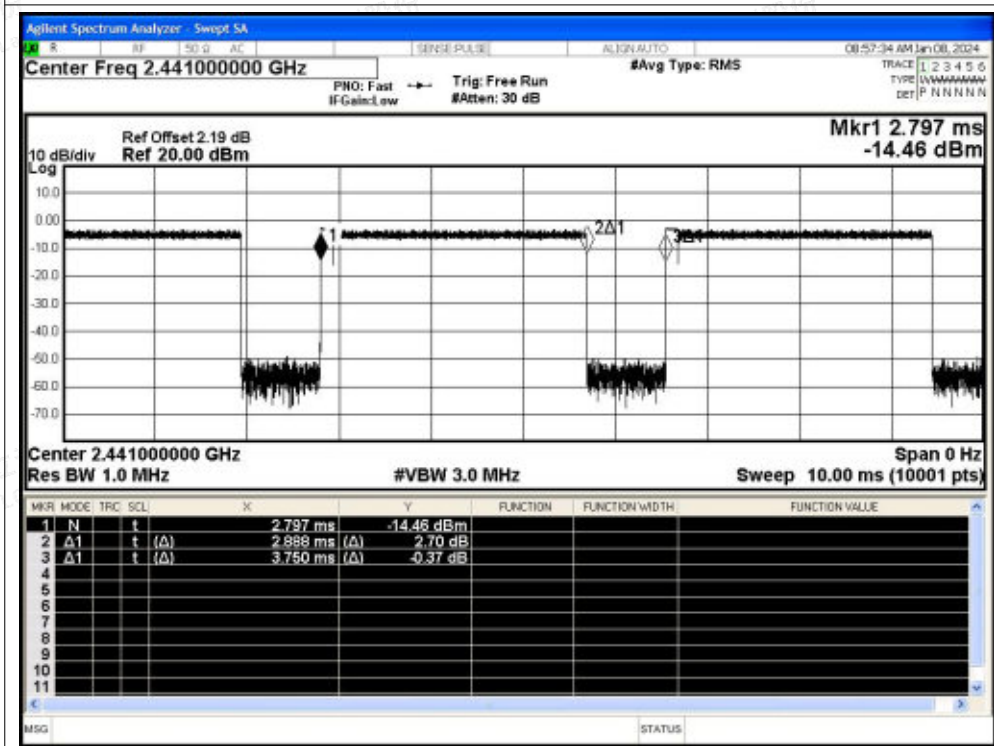 Agilent Spectrum Analyzer - Swept SA
R RF 50 Ω AC SENSE:PULSE ALIGNAUTO 08:57:34 AM Jan 08, 2024
Center Freq 2.441000000 GHz
PNO: Fast
IFGain:Low
Trig: Free Run
#Atten: 30 dB
#Avg Type: RMS
TRACE 1 2 3 4 5 6
TYPE
DET P N N N N N
Mkr1 2.797 ms
-14.46 dBm
Ref Offset 2.19 dB
10 dB/div Ref 20.00 dBm
Log
10.0
0.00
-10.0
-20.0
-30.0
-40.0
-50.0
-60.0
-70.0
1
2Δ1
3Δ1
Center 2.441000000 GHz Span 0 Hz
Res BW 1.0 MHz #VBW 3.0 MHz Sweep 10.00 ms (10001 pts)
MKR MODE TRC SCL X Y FUNCTION FUNCTION WIDTH FUNCTION VALUE
1 N t 2.797 ms -14.46 dBm
2 Δ1 t (Δ) 2.888 ms (Δ) 2.70 dB
3 Δ1 t (Δ) 3.750 ms (Δ) -0.37 dB
4
5
6
7
8
9
10
11
MSG STATUS